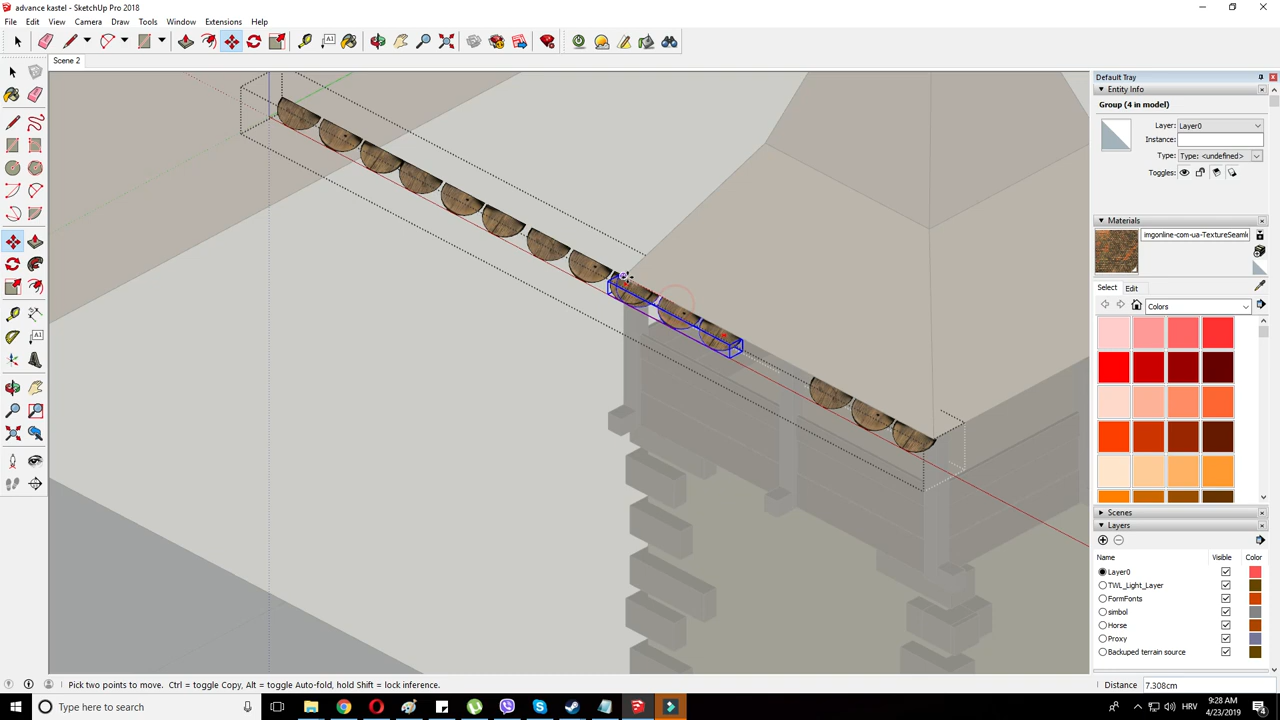 advance kastel - SketchUp Pro 2018
File Edit View Camera Draw Tools Window Extensions Help
Scene 2
Default Tray
Entity Info
Group (4 in model)
Layer: Layer0
Instance:
Type: Type: <undefined>
Toggles:
Materials
imgonline-com-ua-TextureSeamle
Select Edit
Colors
Scenes
Layers
Name Visible Color
Layer0
TWL_Light_Layer
FormFonts
simbol
Horse
Proxy
Backuped terrain source
Pick two points to move. Ctrl = toggle Copy, Alt = toggle Auto-fold, hold Shift = lock inference.
Distance 7.308cm
Type here to search
HRV
9:28 AM
4/23/2019